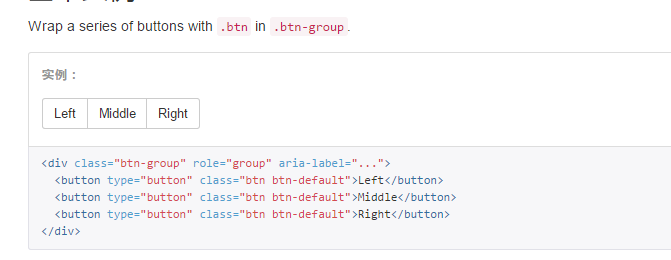 Wrap a series of buttons with .btn in .btn-group.
实例：
Left Middle Right
<div class="btn-group" role="group" aria-label="...">
  <button type="button" class="btn btn-default">Left</button>
  <button type="button" class="btn btn-default">Middle</button>
  <button type="button" class="btn btn-default">Right</button>
</div>